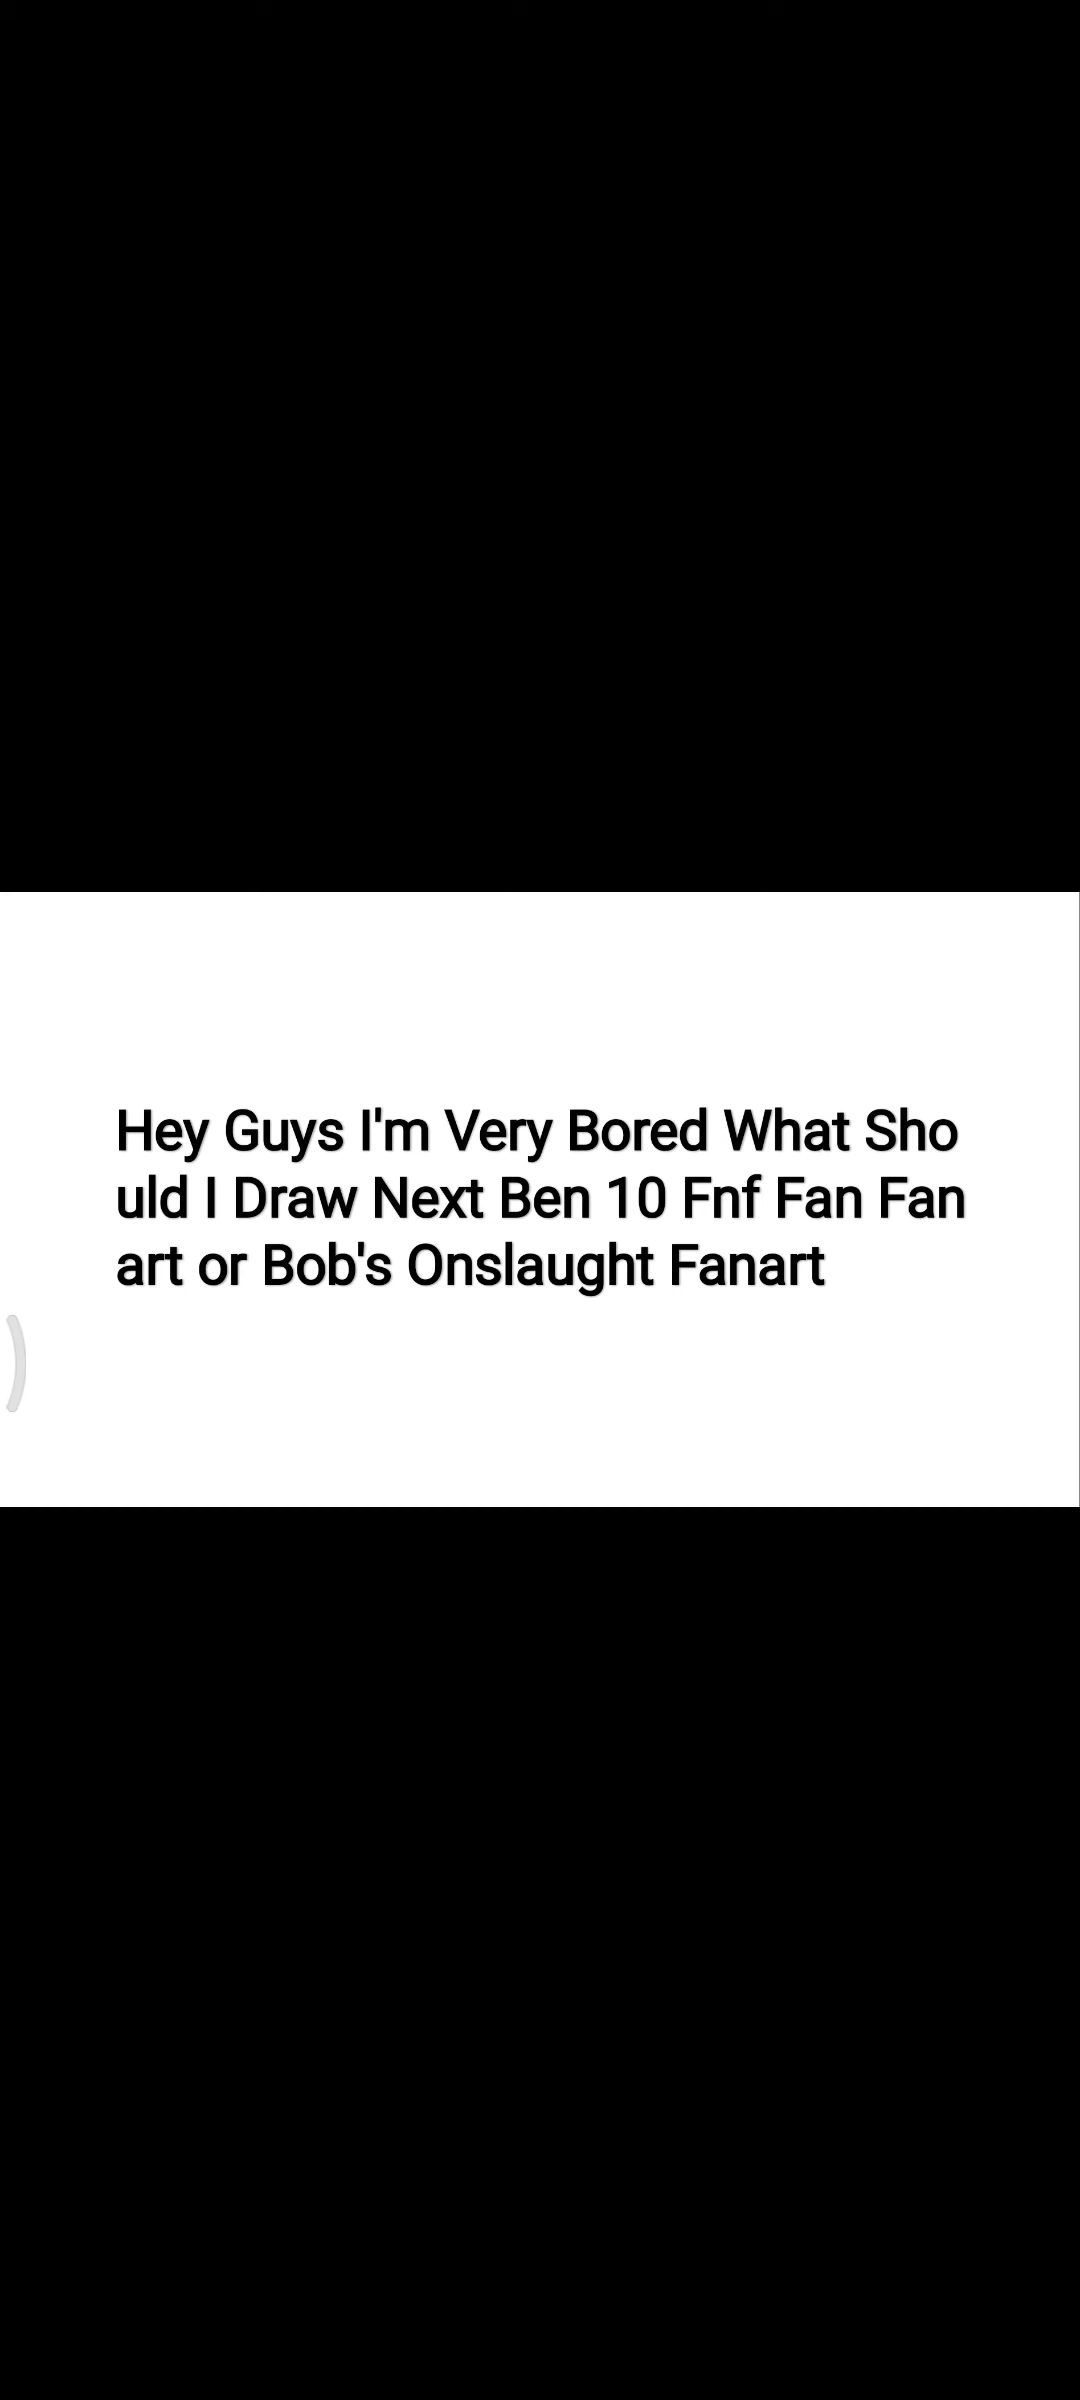 Hey Guys I'm Very Bored What Sho
uld I Draw Next Ben 10 Fnf Fan Fan
art or Bob's Onslaught Fanart